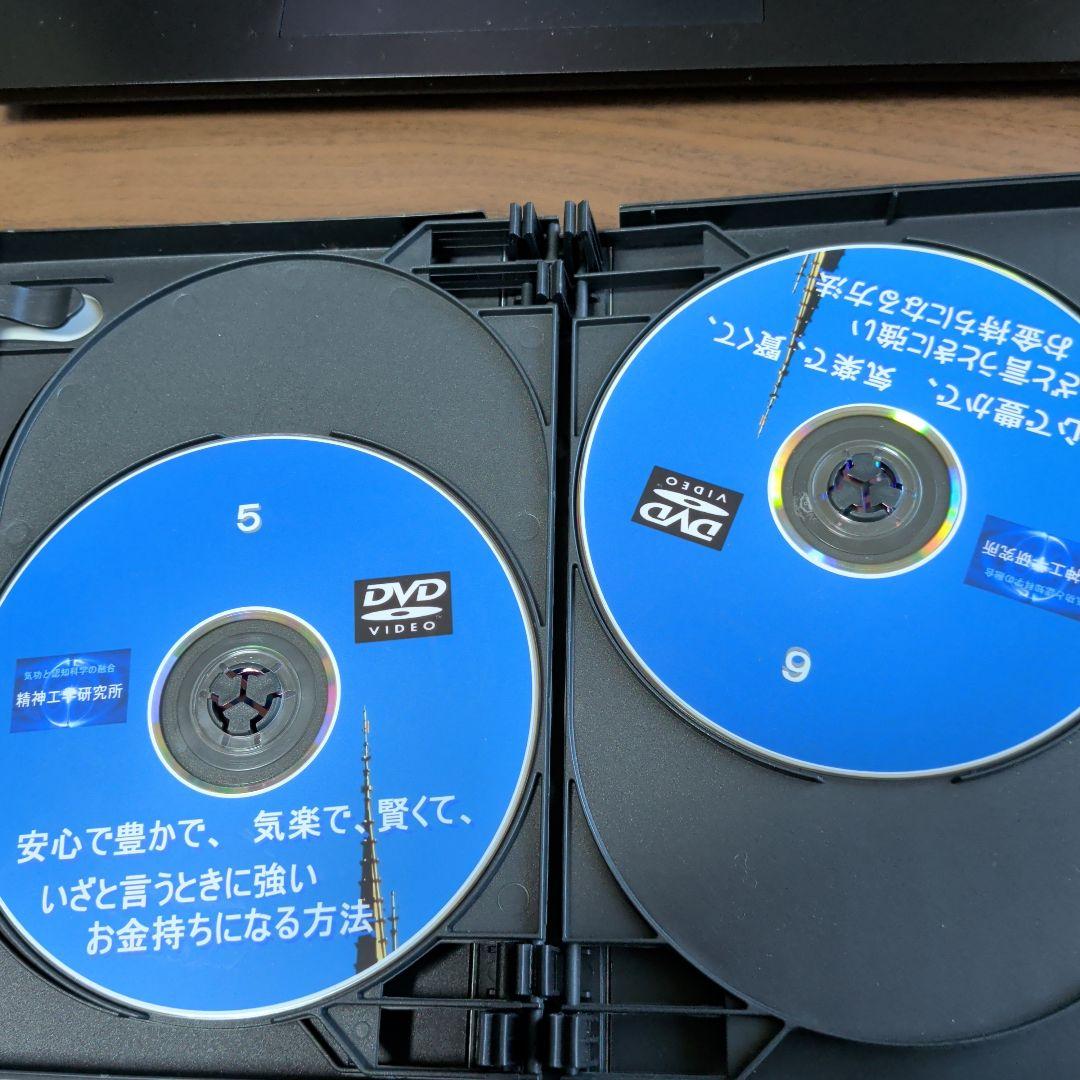 5
DVD
VIDEO
気功と認知科学の融合
精神工学研究所
安心で豊かで、 気楽で、賢くて、
いざと言うときに強い
お金持ちになる方法
6
DVD
VIDEO
気功と認知科学の融合
神工学研究所
心で豊かで、 気楽で、賢くて、
ざと言うときに強い
お金持ちになる方法